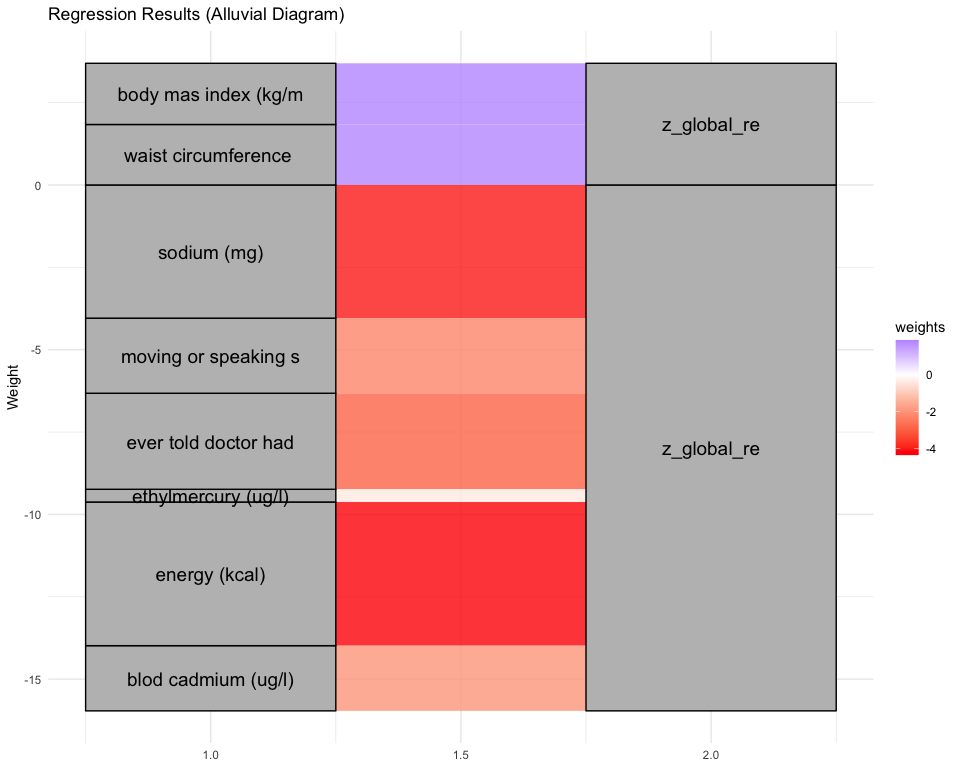 Regression Results (Alluvial Diagram)
body mas index (kg/m
waist circumference
sodium (mg)
moving or speaking s
ever told doctor had
ethylmercury (ug/l)
energy (kcal)
blod cadmium (ug/l)
z_global_re
z_global_re
Weight
0
-5
-10
-15
1.0
1.5
2.0
weights
0
-2
-4